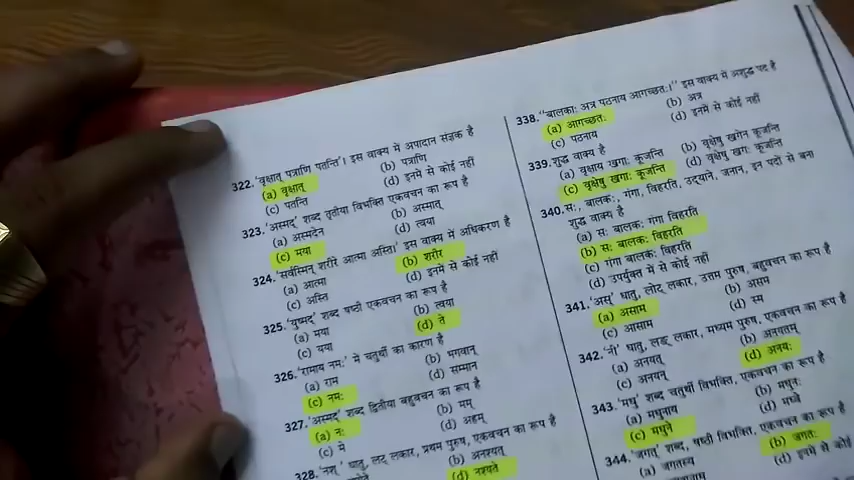 322. 'वृक्षात् पत्राणि पतन्ति'। इस वाक्य में अपादान संज्ञक है
(a) वृक्षात् (b) पत्राणि
(c) पतन्ति (d) इनमें से कोई नहीं
323. 'अस्मद्' शब्द तृतीया विभक्ति एकवचन का रूप है
(a) अस्मदेन (b) अस्मात्
(c) मया (d) त्वया
324. 'सर्वस्मिन् शरीरे आत्मा अस्ति।' इस वाक्य में अधिकरण है
(a) आत्मा (b) शरीर
(c) अस्ति (d) इनमें से कोई नहीं
325. 'युष्मद्' शब्द षष्ठी एकवचन का रूप है
(a) मया (b) त्वया
(c) यया (d) ते
326. 'रामाय नमः' में चतुर्थी का कारण है
(a) राम (b) भगवान्
(c) नमः (d) सम्मान
327. 'अस्मद्' शब्द द्वितीया बहुवचन का रूप है
(a) नः (b) मम्
(c) मे (d) अहम्
328. 'नश्' धातु, लट् लकार, प्रथम पुरुष, एकवचन का रूप है
(b) अनश्यत्
(d) नश्यते
338. "बालकाः अत्र पठनाय आगच्छतः।" इस वाक्य में अशुद्ध पद है
(a) आगच्छतः (b) अत्र
(c) पठनाय (d) इनमें से कोई नहीं
339. शुद्ध वाक्य है
(a) वृक्षाय खगाः कूजन्ति (b) वृक्षेषु खगेन कूजन्ति
(c) वृक्षेषु खगाः कूजन्ति (d) वृक्षेषु खगः कूजन्ति
340. सः, बालकः, गंगा, विहरति, उद्याने, जनान, इन पदों से बना
शुद्ध वाक्य है
(a) सः बालकः गंगा विहरति
(b) सः बालकः विहरति
(c) गंगा बालकः विहरति
(d) उपर्युक्त में से कोई नहीं
341. 'अस्' धातु, लोट् लकार, उत्तम पुरुष, बहुवचन का रूप है
(a) असाम (b) असम
(c) आसाम (d) स्म
342. 'नी' धातु, लङ् लकार, मध्यम पुरुष, एकवचन का रूप है
(a) अनयत् (b) अनयतम्
(c) अनयन् (d) अनयः
343. 'मधु' शब्द चतुर्थी विभक्ति, एकवचन का रूप है
(a) मधुनाय (b) मधुनः
(c) मधुने (d) मध्वे
344. 'जगत्' शब्द, षष्ठी विभक्ति, एकवचन का रूप है
(a) जगतस्य (b) जगतः
(d) इनमें से कोई